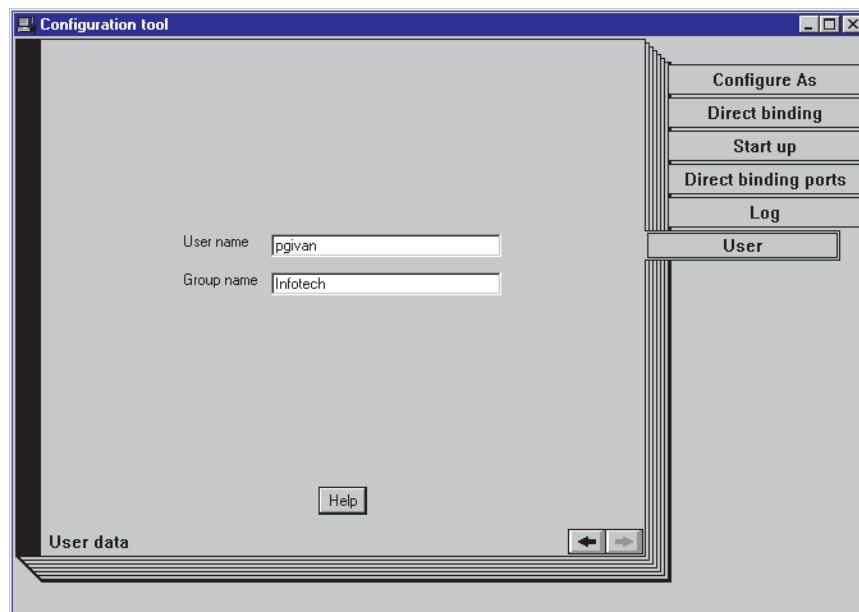 Configuration tool
Configure As
Direct binding
Start up
Direct binding ports
Log
User
User name pgivan
Group name Infotech
Help
User data